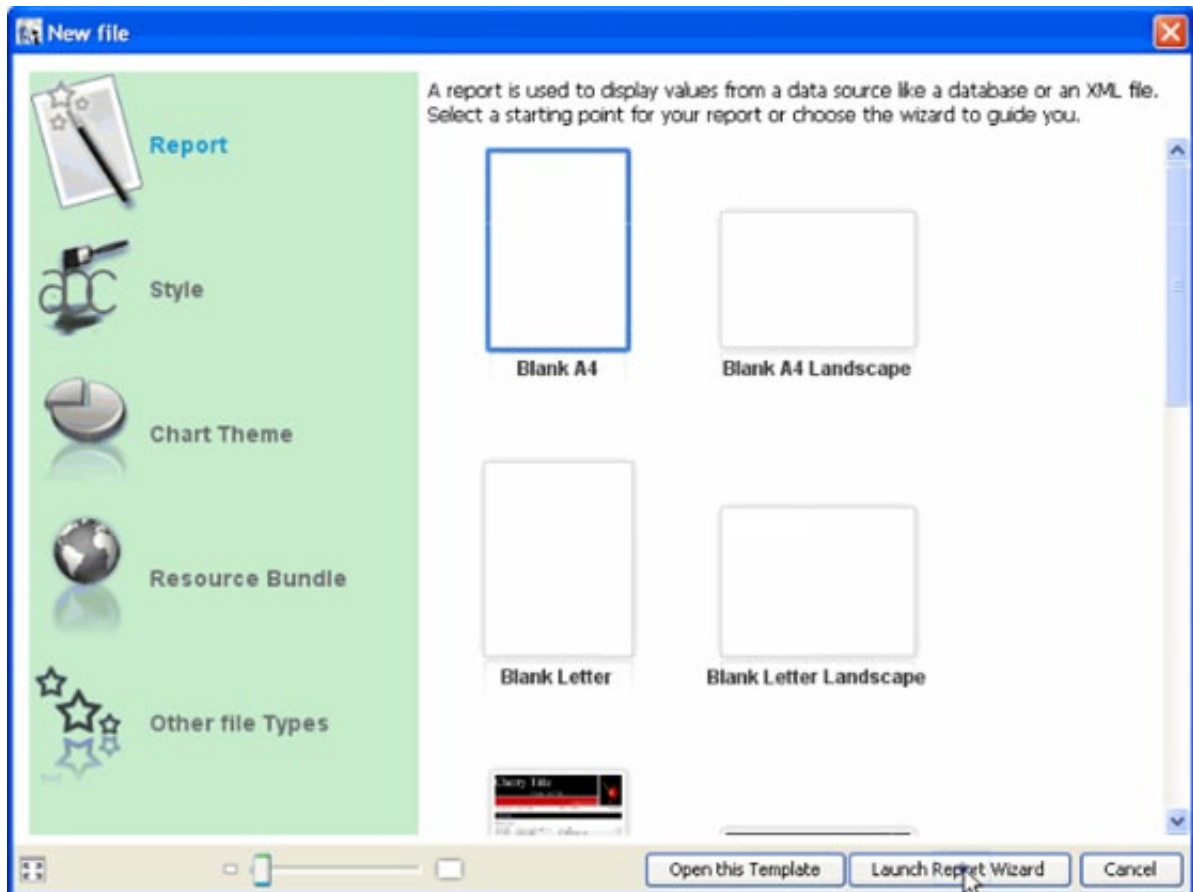 New file
A report is used to display values from a data source like a database or an XML file.
Select a starting point for your report or choose the wizard to guide you.
Report
Style
Chart Theme
Resource Bundle
Other file Types
Blank A4
Blank A4 Landscape
Blank Letter
Blank Letter Landscape
Cherry Title
Open this Template
Launch Report Wizard
Cancel